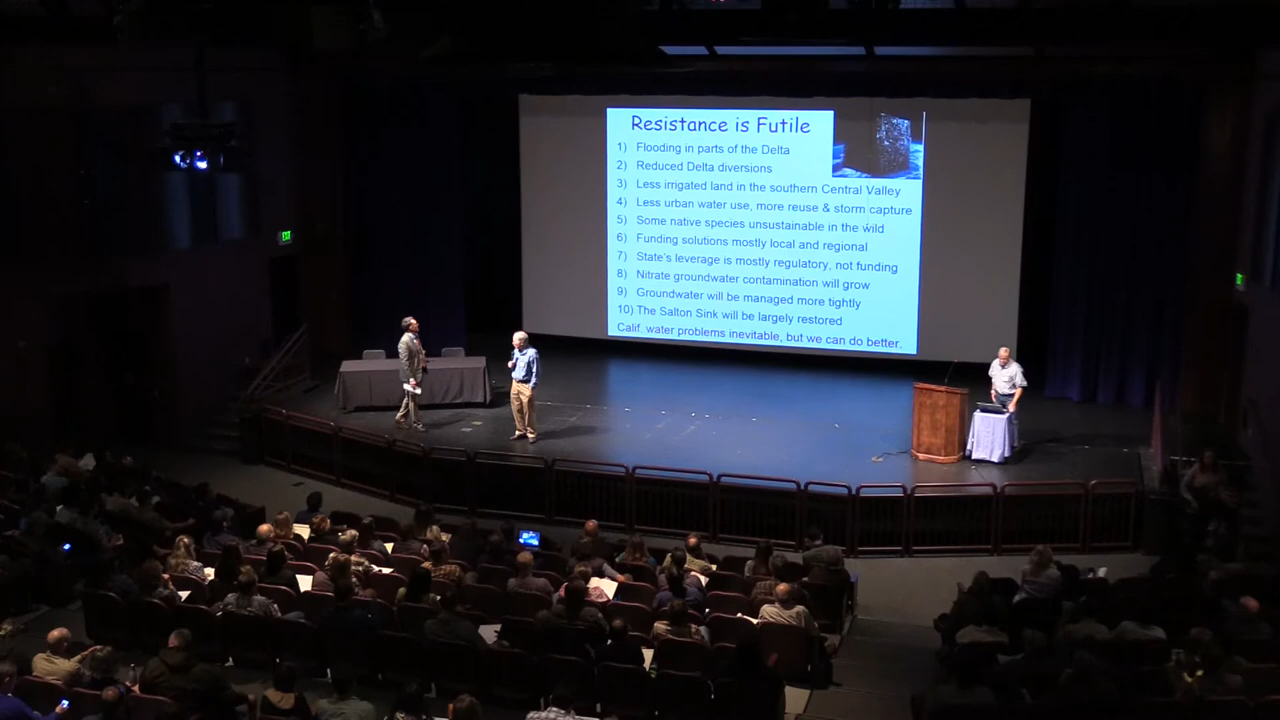 Resistance is Futile
1) Flooding in parts of the Delta
2) Reduced Delta diversions
3) Less irrigated land in the southern Central Valley
4) Less urban water use, more reuse & storm capture
5) Some native species unsustainable in the wild
6) Funding solutions mostly local and regional
7) State's leverage is mostly regulatory, not funding
8) Nitrate groundwater contamination will grow
9) Groundwater will be managed more tightly
10) The Salton Sink will be largely restored
Calif. water problems inevitable, but we can do better.
EXIT